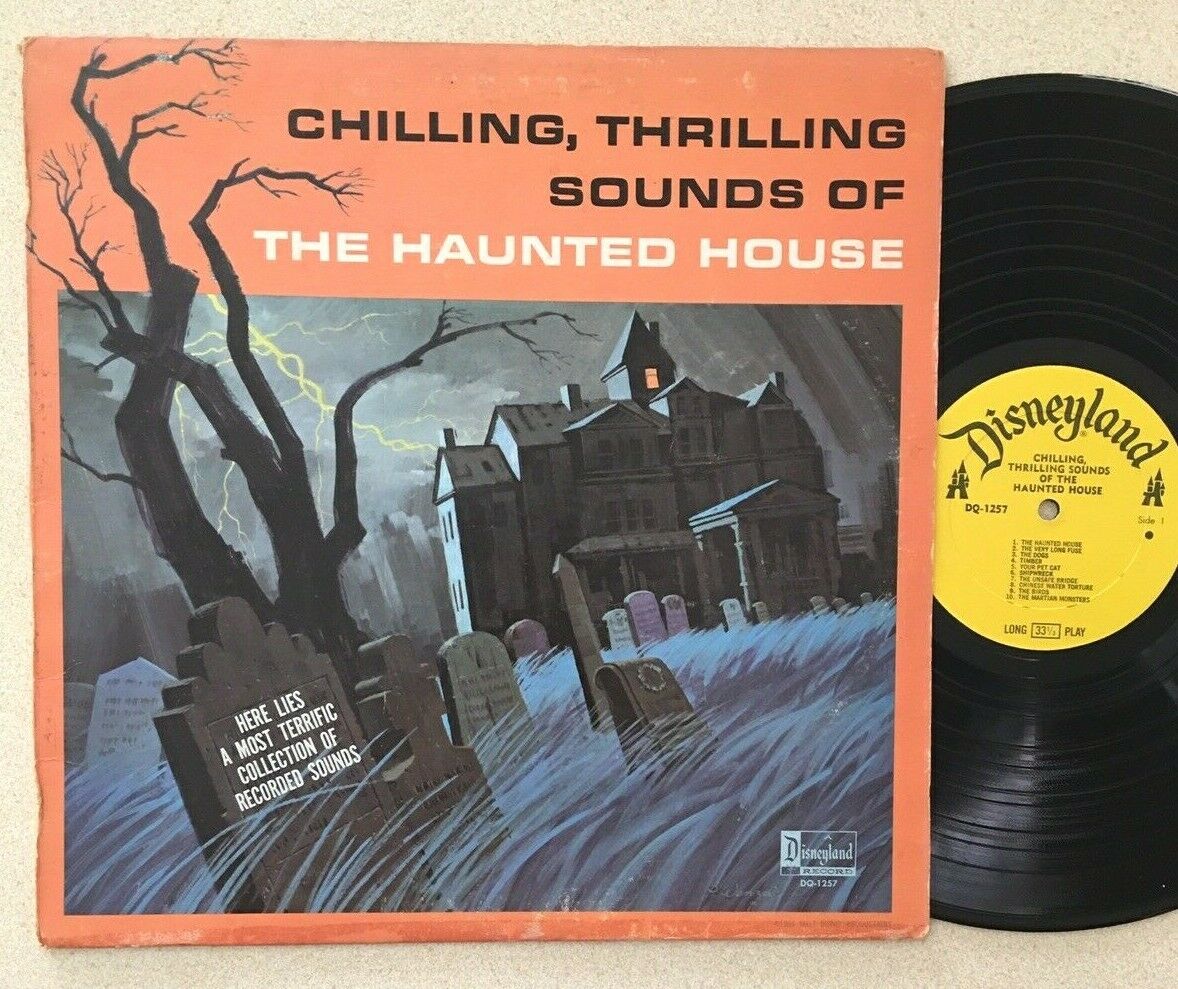 CHILLING, THRILLING
SOUNDS OF
THE HAUNTED HOUSE
HERE LIES
A MOST TERRIFIC
COLLECTION OF
RECORDED SOUNDS
Disneyland
RECORD
DQ-1257
Disneyland®
CHILLING,
THRILLING SOUNDS
OF THE
HAUNTED HOUSE
DQ-1257
Side 1
1. THE HAUNTED HOUSE
2. THE VERY LONG FUSE
3. THE DOGS
4. TIMBER
5. YOUR PET CAT
6. SHIPWRECK
7. THE UNSAFE BRIDGE
8. CHINESE WATER TORTURE
9. THE BIRDS
10. THE MARTIAN MONSTERS
LONG 33⅓ PLAY